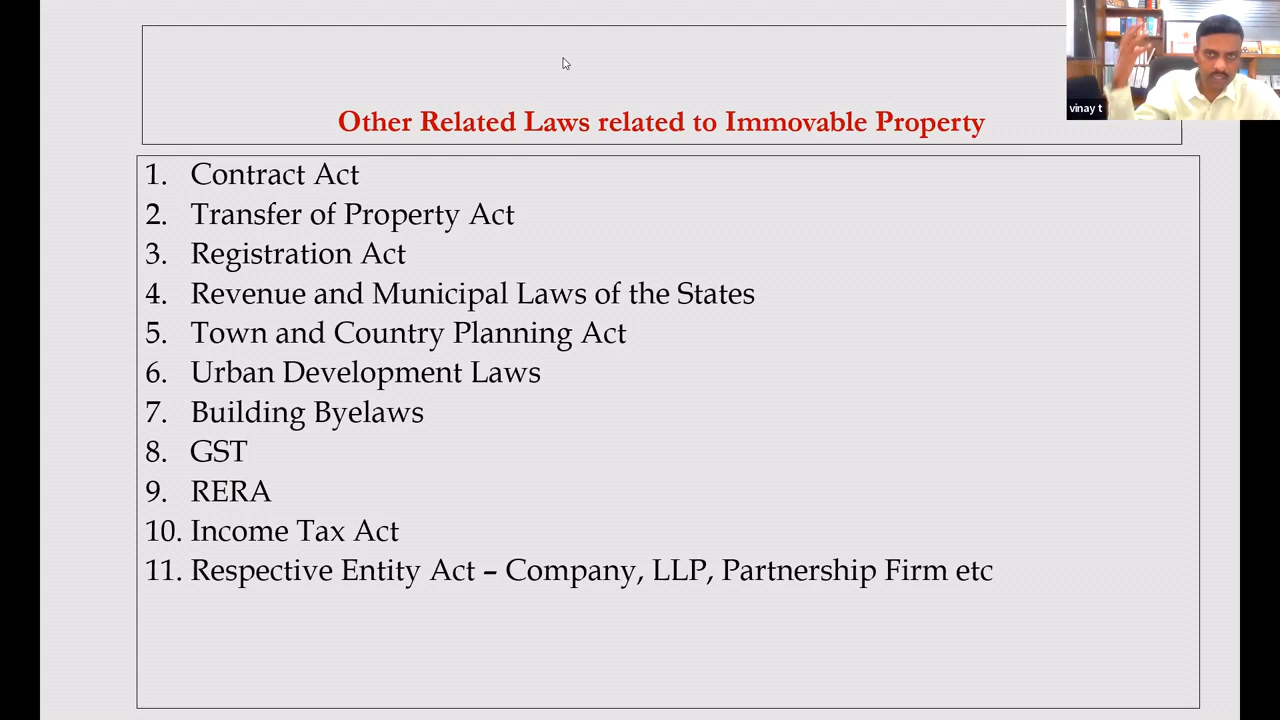 vinay t
Other Related Laws related to Immovable Property
1. Contract Act
2. Transfer of Property Act
3. Registration Act
4. Revenue and Municipal Laws of the States
5. Town and Country Planning Act
6. Urban Development Laws
7. Building Byelaws
8. GST
9. RERA
10. Income Tax Act
11. Respective Entity Act – Company, LLP, Partnership Firm etc